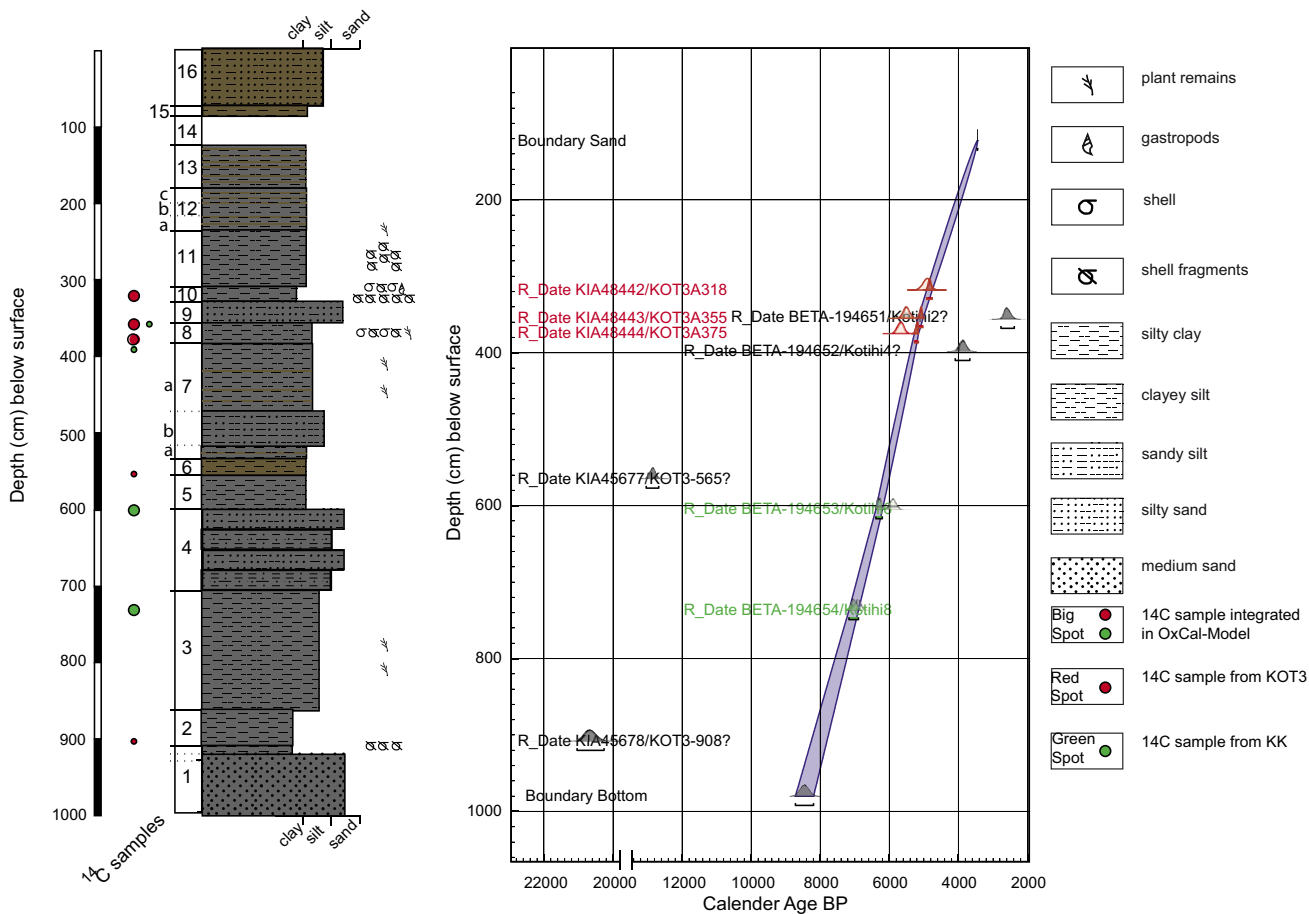 clay
silt
sand
16
15
14
13
c
b
12
a
11
10
9
8
a
7
b
a
6
5
4
3
2
1
100
200
300
400
500
600
700
800
900
1000
Depth (cm) below surface
14C samples
clay
silt
sand
Boundary Sand
200
R_Date KIA48442/KOT3A318
R_Date KIA48443/KOT3A355
R_Date BETA-194651/Kotihi2?
R_Date KIA48444/KOT3A375
R_Date BETA-194652/Kotihi4?
400
R_Date KIA45677/KOT3-565?
600
R_Date BETA-194653/Kotihi6
R_Date BETA-194654/Kotihi8
800
R_Date KIA45678/KOT3-908?
Boundary Bottom
1000
Depth (cm) below surface
22000
20000
12000
10000
8000
6000
4000
2000
Calender Age BP
plant remains
gastropods
shell
shell fragments
silty clay
clayey silt
sandy silt
silty sand
medium sand
Big
Spot
14C sample integrated
in OxCal-Model
Red
Spot
14C sample from KOT3
Green
Spot
14C sample from KK